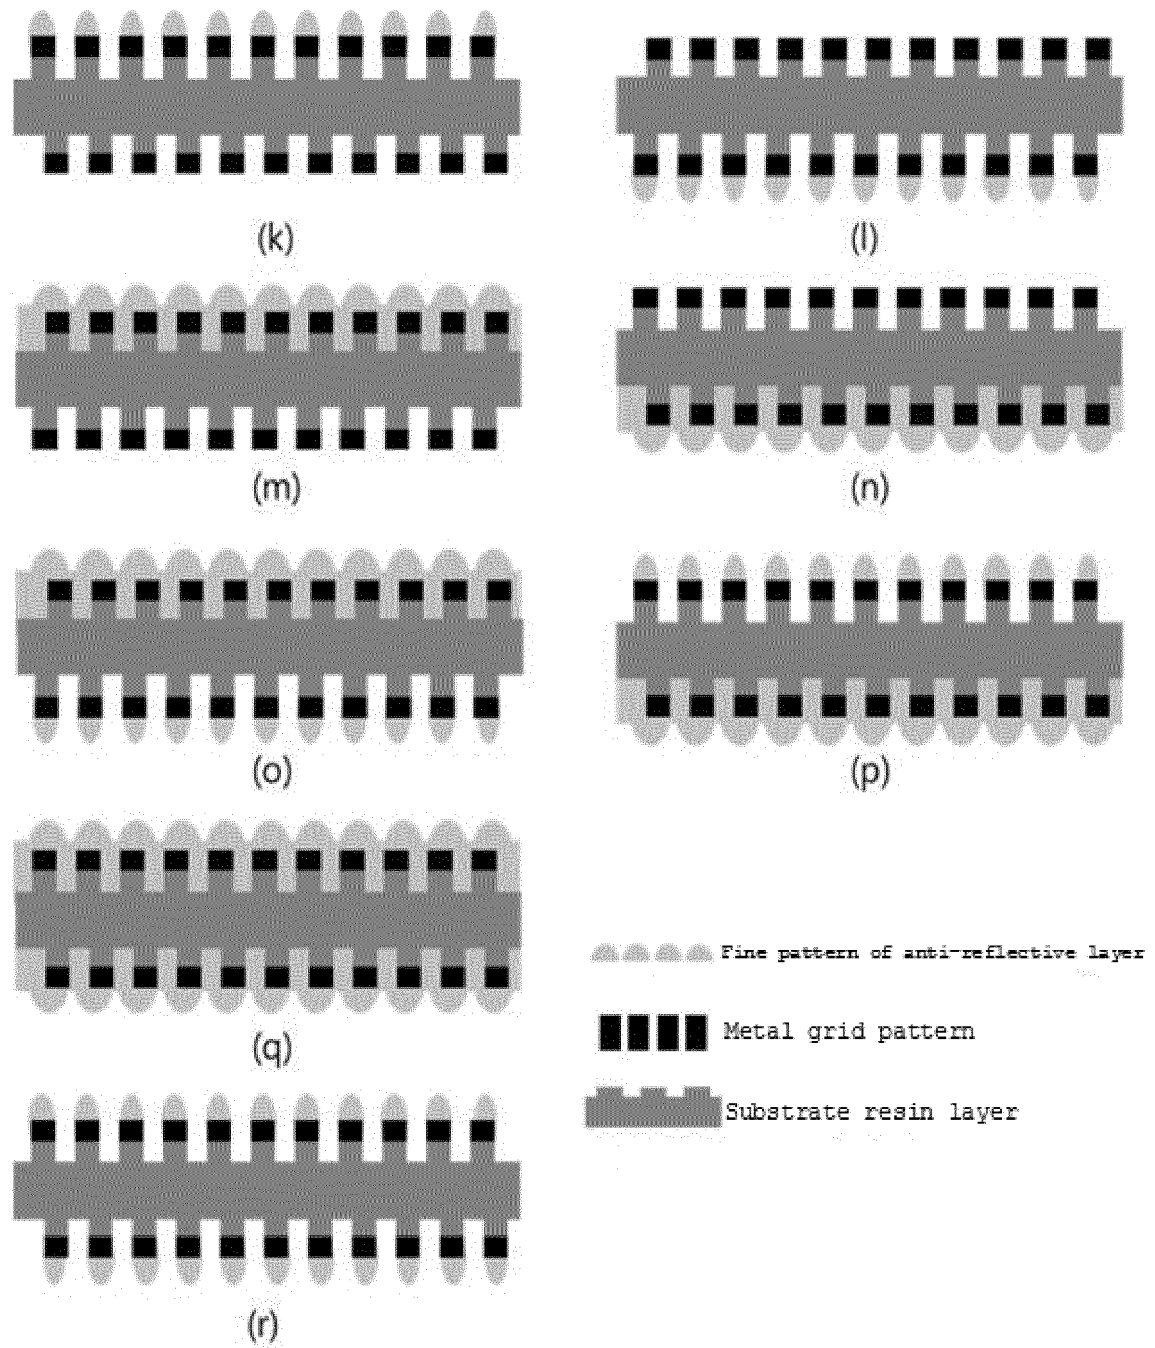 (k)
(l)
(m)
(n)
(o)
(p)
(q)
Fine pattern of anti-reflective layer
Metal grid pattern
Substrate resin layer
(r)